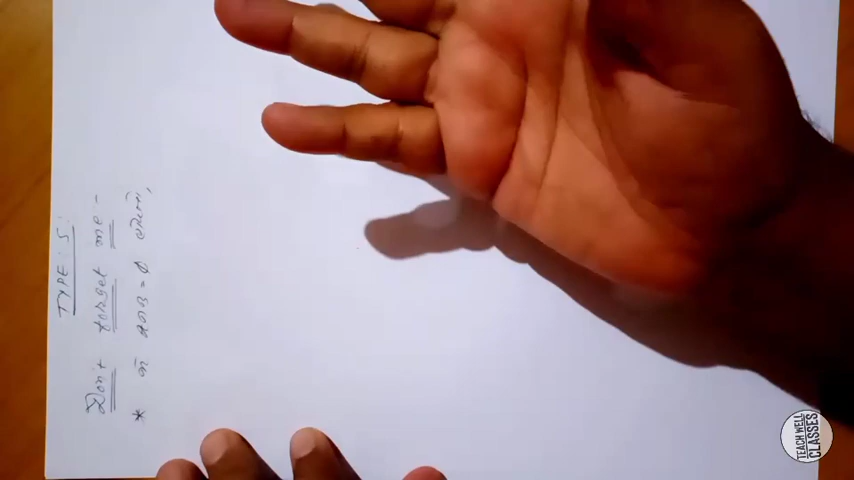 TYPE : 5 :
Don't forget me :-
* A∩B = ϕ
TEACH WELL
CLASSES